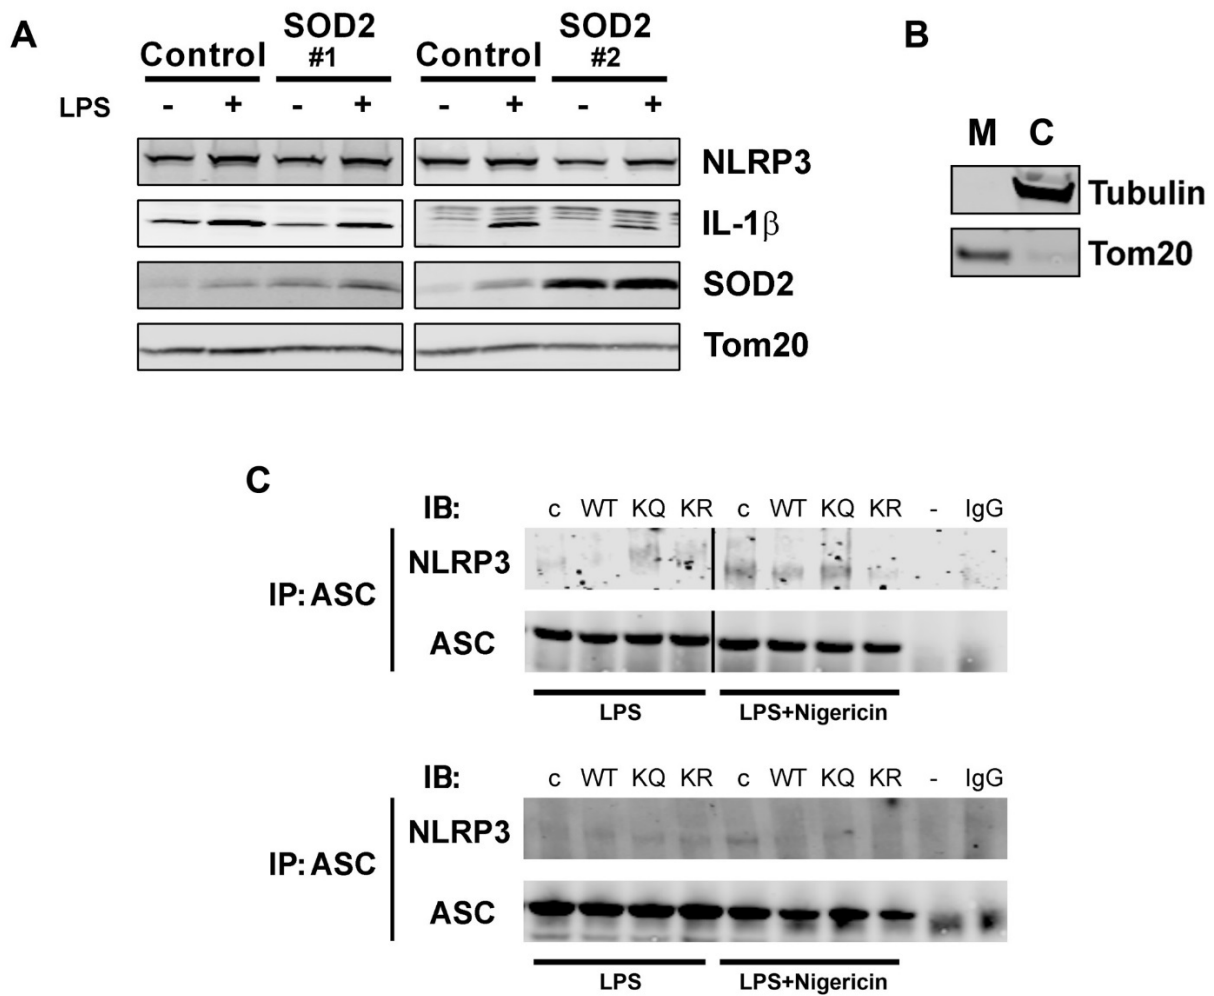 A
Control SOD2 #1 Control SOD2 #2
LPS - + - + - + - +
NLRP3
IL-1β
SOD2
Tom20
B
M C
Tubulin
Tom20
C
IB: c WT KQ KR c WT KQ KR - IgG
IP: ASC
NLRP3
ASC
LPS LPS+Nigericin
IB: c WT KQ KR c WT KQ KR - IgG
IP: ASC
NLRP3
ASC
LPS LPS+Nigericin